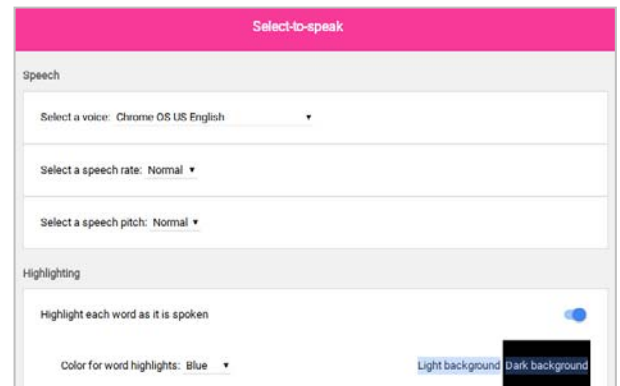 Select-to-speak
Speech
Select a voice: Chrome OS US English
Select a speech rate: Normal
Select a speech pitch: Normal
Highlighting
Highlight each word as it is spoken
Color for word highlights: Blue Light background Dark background